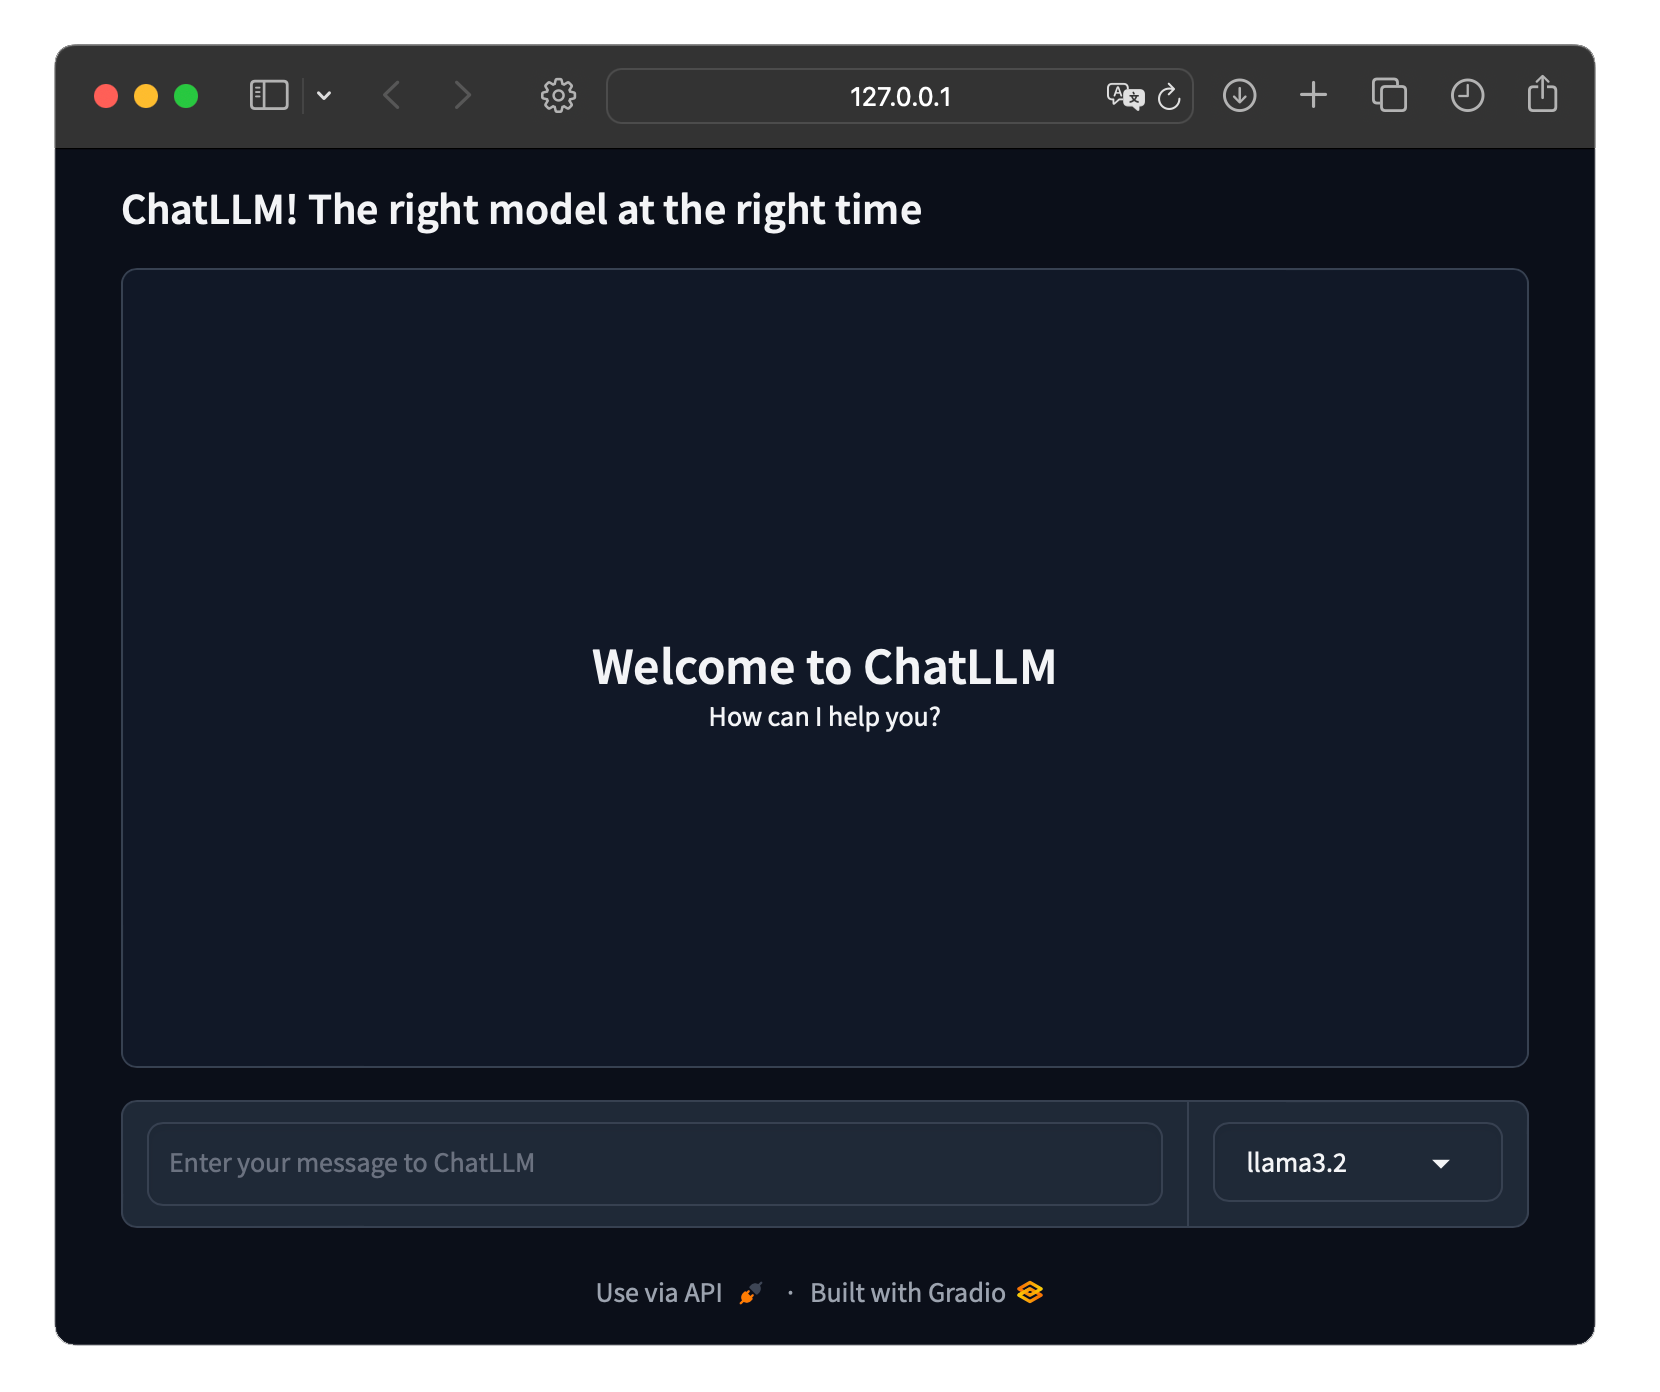 127.0.0.1
ChatLLM! The right model at the right time
Welcome to ChatLLM
How can I help you?
Enter your message to ChatLLM
llama3.2
Use via API · Built with Gradio